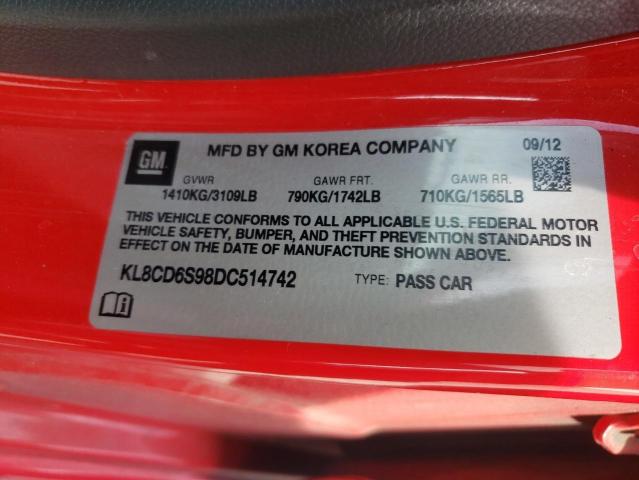 GM
MFD BY GM KOREA COMPANY
09/12
GVWR GAWR FRT. GAWR RR.
1410KG/3109LB 790KG/1742LB 710KG/1565LB
THIS VEHICLE CONFORMS TO ALL APPLICABLE U.S. FEDERAL MOTOR
VEHICLE SAFETY, BUMPER, AND THEFT PREVENTION STANDARDS IN
EFFECT ON THE DATE OF MANUFACTURE SHOWN ABOVE.
KL8CD6S98DC514742 TYPE: PASS CAR